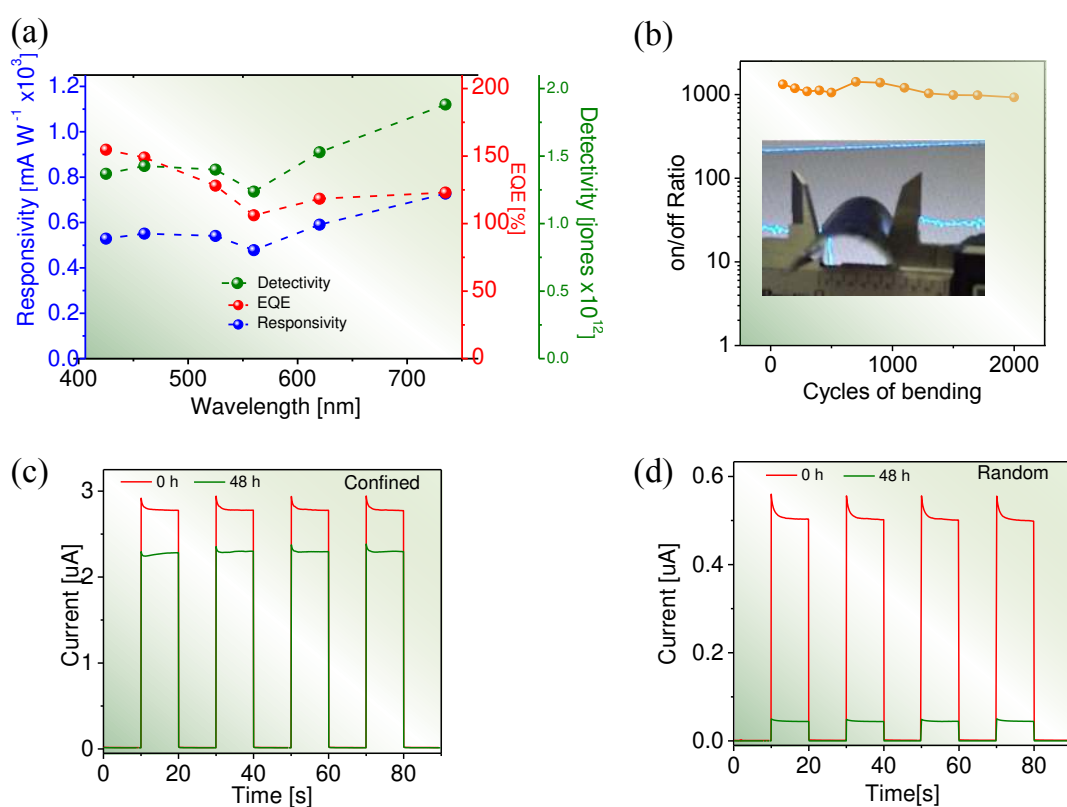 (a)
Responsivity [mA W⁻¹ x10³]
1.2
1.0
0.8
0.6
0.4
0.2
0.0
400
500
600
700
Wavelength [nm]
Detectivity
EQE
Responsivity
200
150
100
50
0
EQE [%]
2.0
1.5
1.0
0.5
0.0
Detectivity [jones x10¹²]
(b)
on/off Ratio
1000
100
10
1
0
1000
2000
Cycles of bending
(c)
0 h
48 h
Confined
Current [uA]
3
2
1
0
0
20
40
60
80
Time [s]
(d)
0 h
48 h
Random
Current [uA]
0.6
0.4
0.2
0.0
0
20
40
60
80
Time[s]